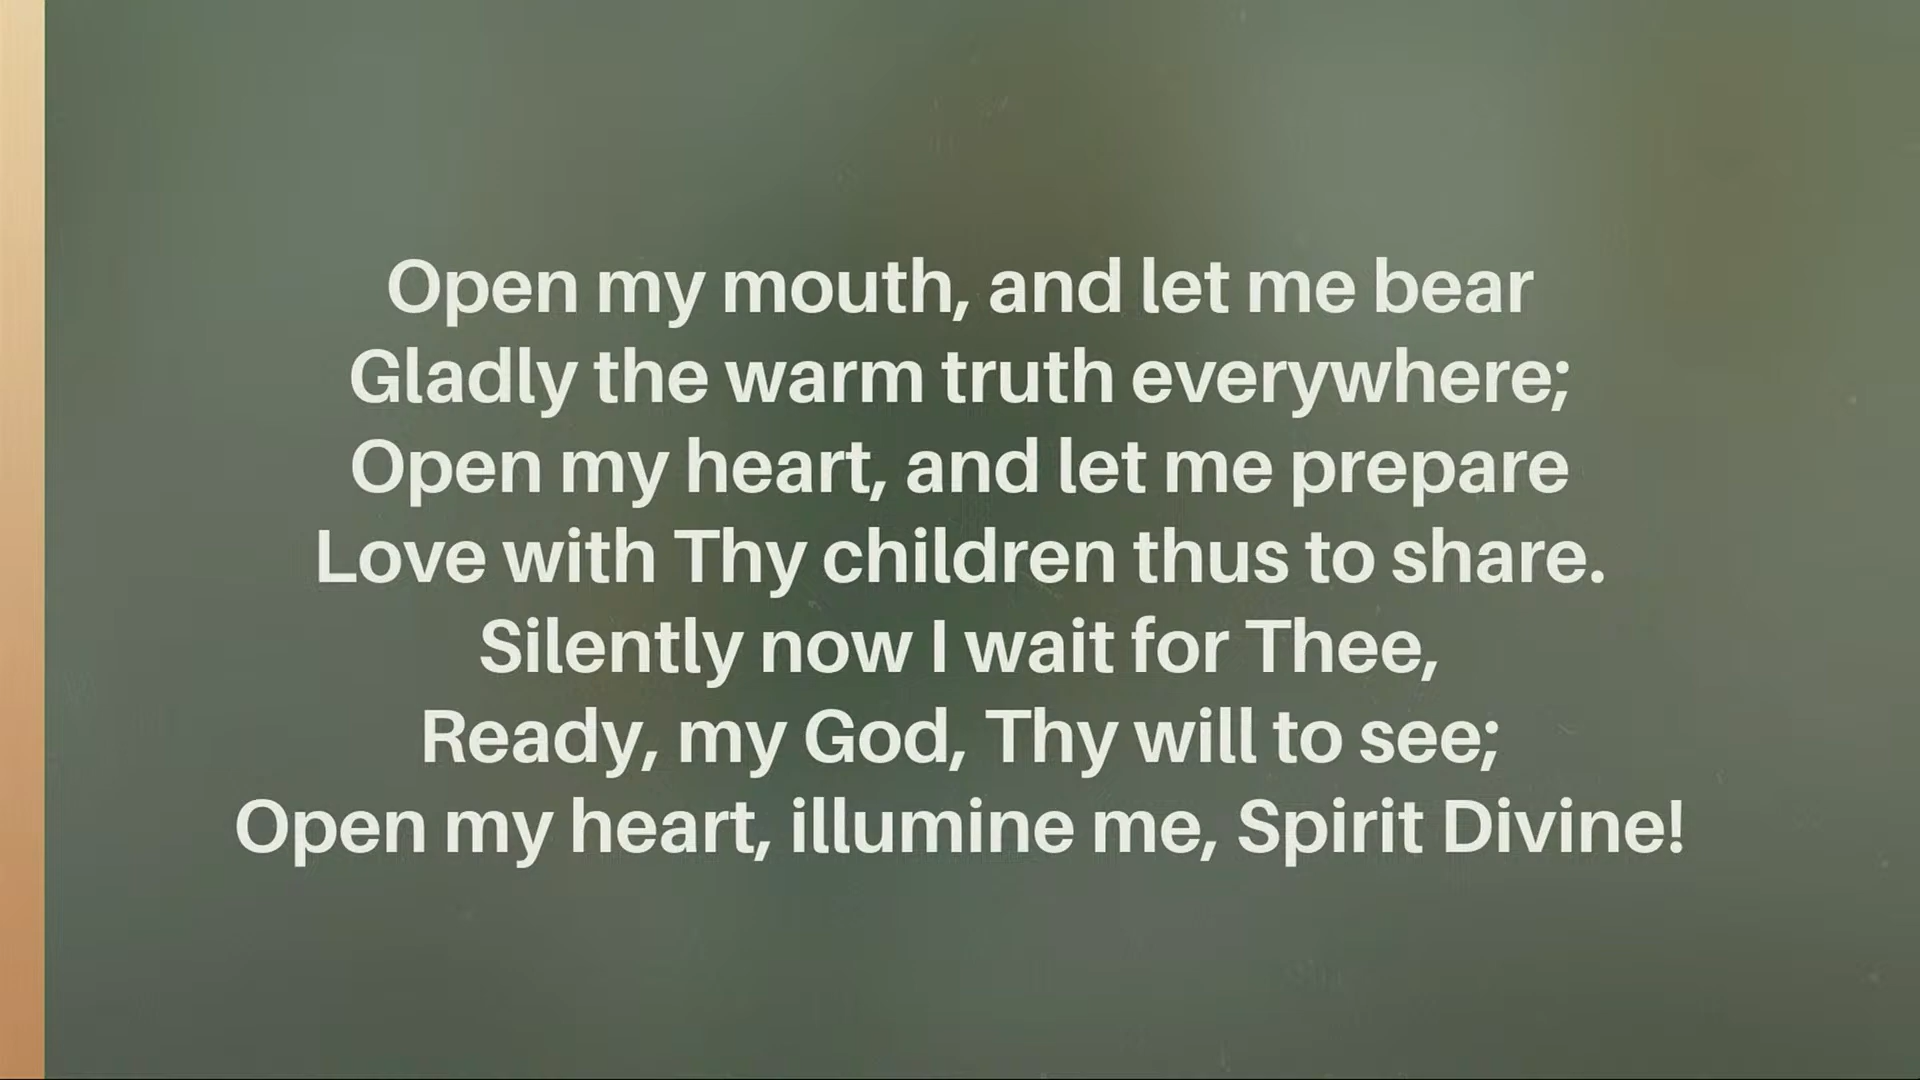 Open my mouth, and let me bear
Gladly the warm truth everywhere;
Open my heart, and let me prepare
Love with Thy children thus to share.
Silently now I wait for Thee,
Ready, my God, Thy will to see;
Open my heart, illumine me, Spirit Divine!